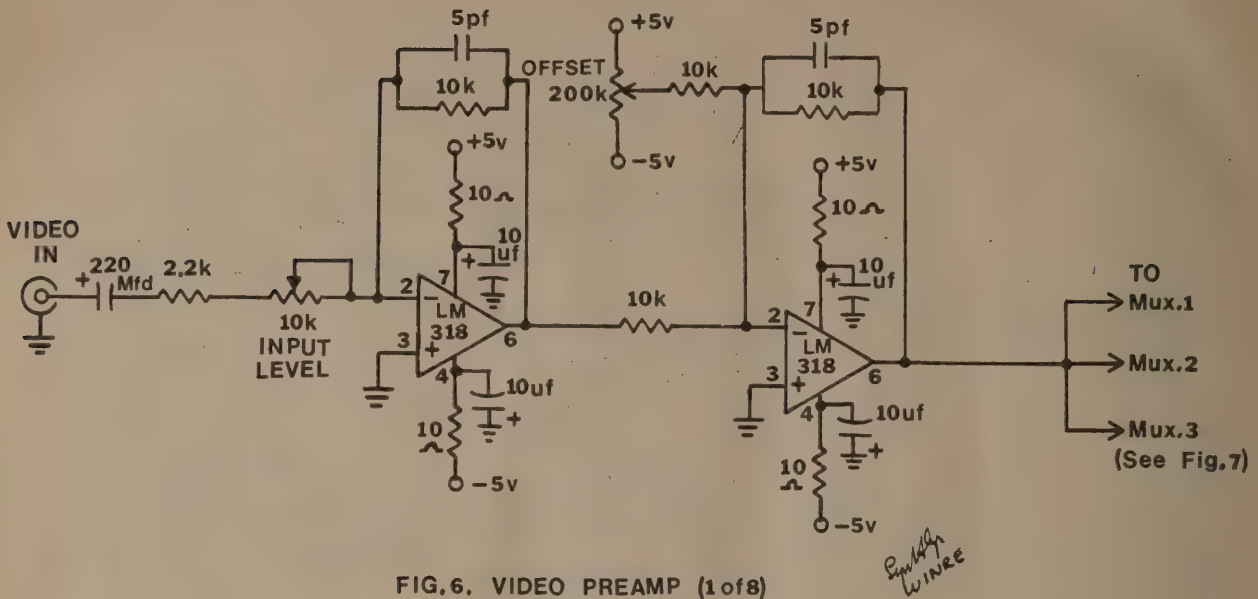 5pf
10k
OFFSET
200k
+5v
-5v
10k
5pf
10k
+5v
10Ω
10
uf
+
+5v
10Ω
10
uf
+
VIDEO
IN
+220
Mfd
2,2k
10k
INPUT
LEVEL
2
7
-
LM
318
3
+
6
4
10uf
+
10
Ω
-5v
10k
2
7
-
LM
318
3
+
6
4
10uf
+
10
Ω
-5v
TO
Mux.1
Mux.2
Mux.3
(See Fig.7)
WINRE
FIG.6. VIDEO PREAMP (1of8)